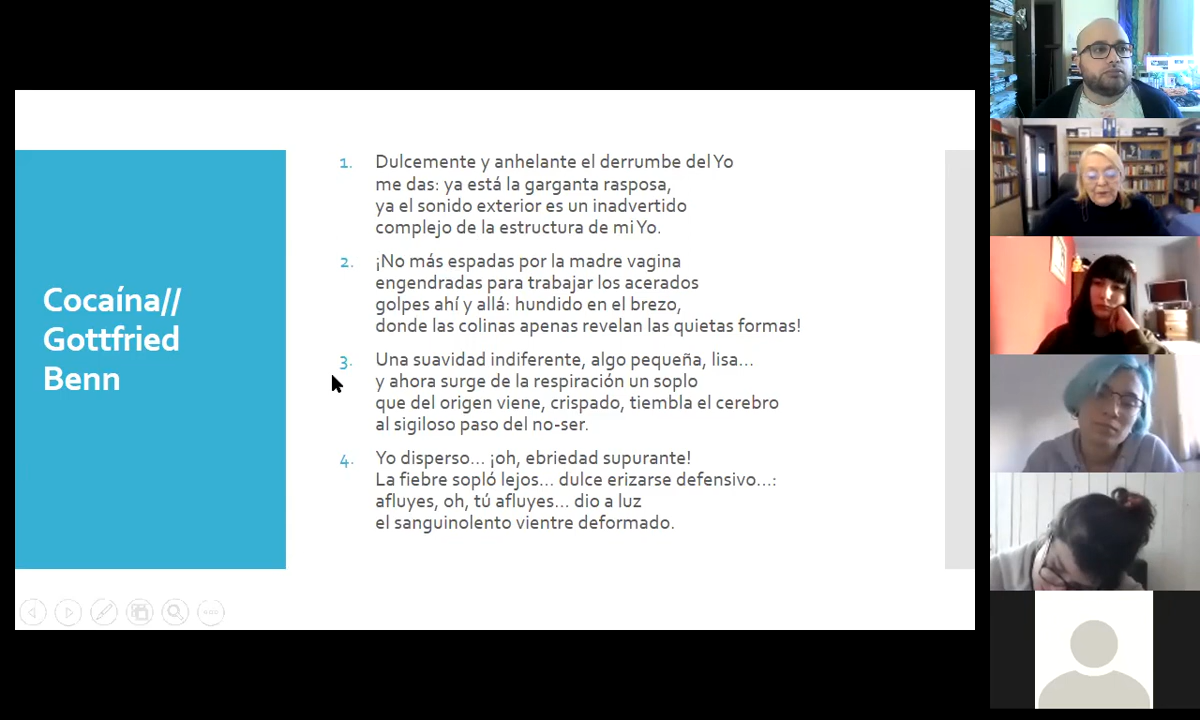 Cocaína//
Gottfried
Benn
1. Dulcemente y anhelante el derrumbe del Yo
me das: ya está la garganta rasposa,
ya el sonido exterior es un inadvertido
complejo de la estructura de mi Yo.
2. ¡No más espadas por la madre vagina
engendradas para trabajar los acerados
golpes ahí y allá: hundido en el brezo,
donde las colinas apenas revelan las quietas formas!
3. Una suavidad indiferente, algo pequeña, lisa...
y ahora surge de la respiración un soplo
que del origen viene, crispado, tiembla el cerebro
al sigiloso paso del no-ser.
4. Yo disperso... ¡oh, ebriedad supurante!
La fiebre sopló lejos... dulce erizarse defensivo...:
afluyes, oh, tú afluyes... dio a luz
el sanguinolento vientre deformado.